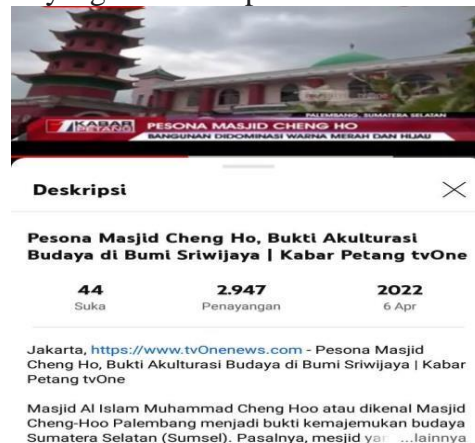 PALEMBANG, SUMATERA SELATAN
KABAR PETANG
PESONA MASJID CHENG HO
BANGUNAN DIDOMINASI WARNA MERAH DAN HIJAU
Deskripsi
Pesona Masjid Cheng Ho, Bukti Akulturasi
Budaya di Bumi Sriwijaya | Kabar Petang tvOne
44 2.947 2022
Suka Penayangan 6 Apr
Jakarta, https://www.tvOnenews.com - Pesona Masjid
Cheng Ho, Bukti Akulturasi Budaya di Bumi Sriwijaya | Kabar
Petang tvOne
Masjid Al Islam Muhammad Cheng Hoo atau dikenal Masjid
Cheng-Hoo Palembang menjadi bukti kemajemukan budaya
Sumatera Selatan (Sumsel). Pasalnya, mesjid ...lainnya